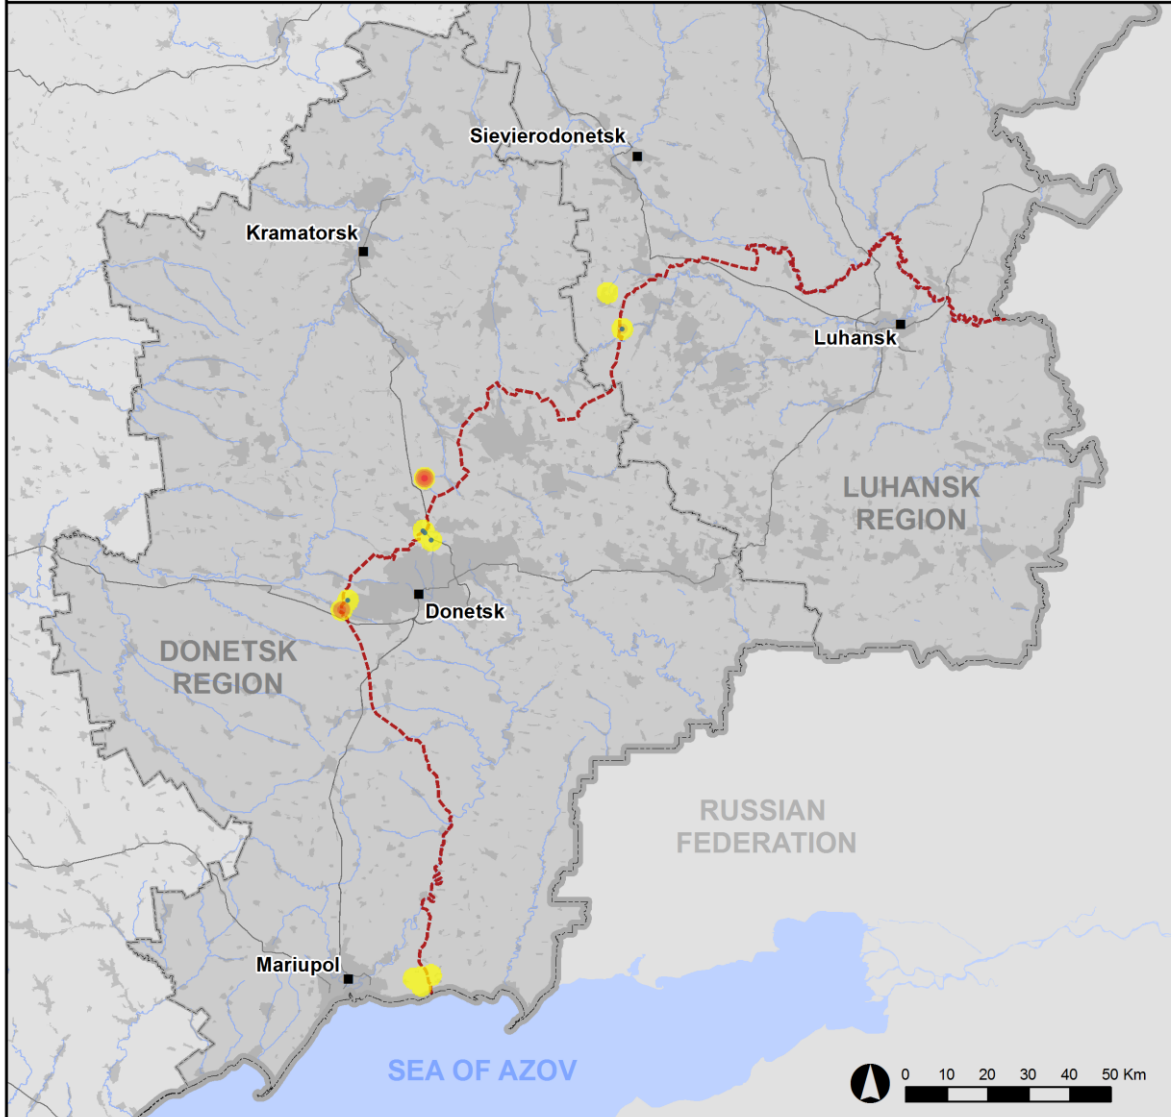 Sievierodonetsk
Kramatorsk
Luhansk
LUHANSK
REGION
Donetsk
DONETSK
REGION
RUSSIAN
FEDERATION
Mariupol
SEA OF AZOV
0 10 20 30 40 50 Km